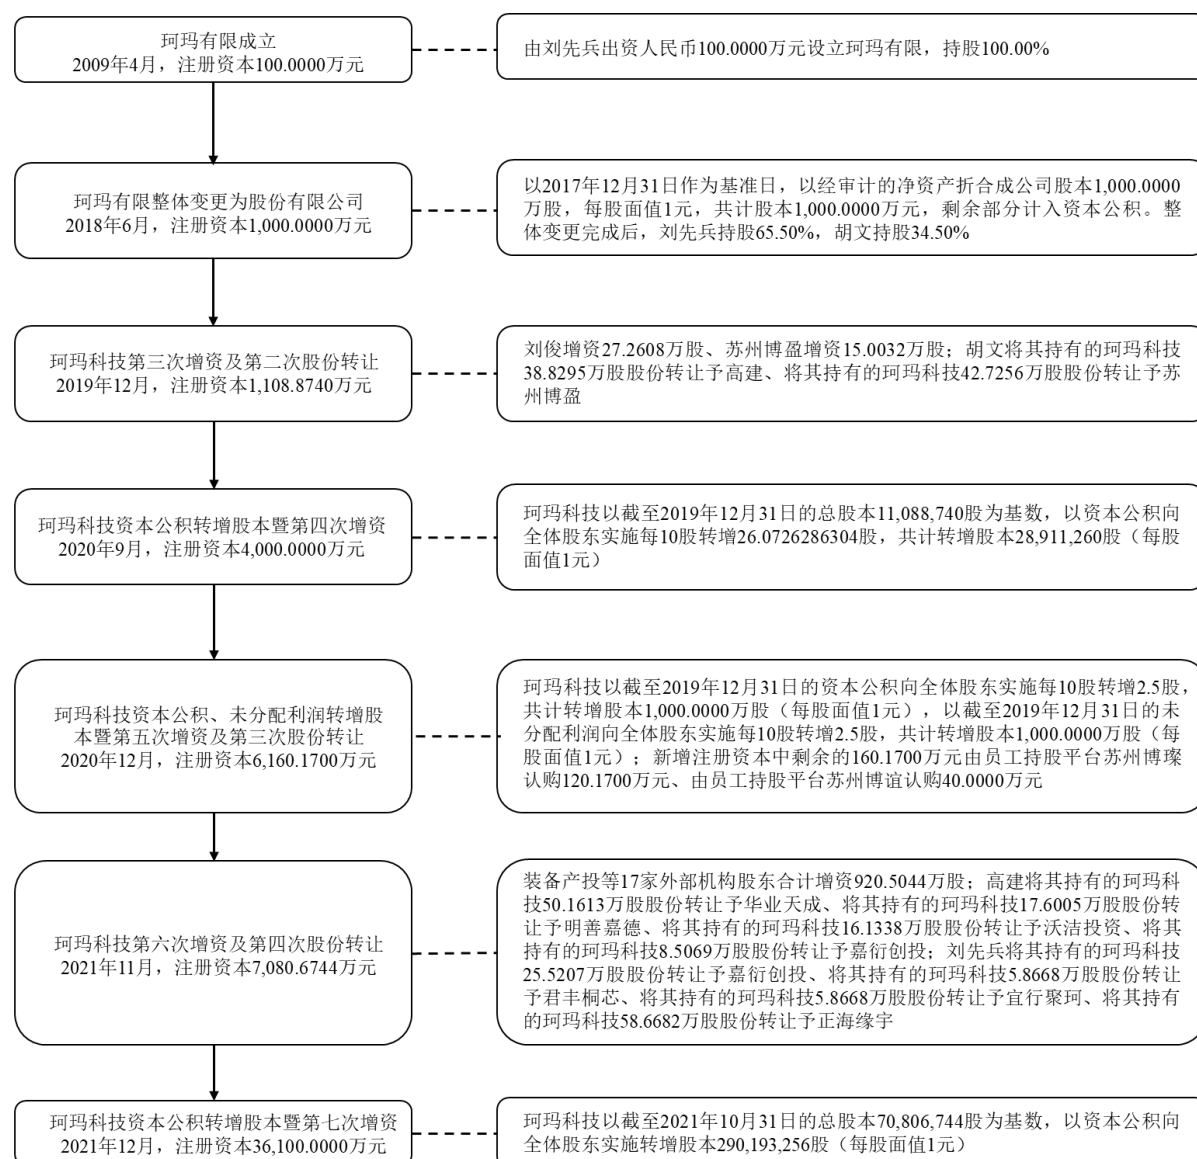 珂玛有限成立
2009年4月，注册资本100.0000万元
由刘先兵出资人民币100.0000万元设立珂玛有限，持股100.00%
珂玛有限整体变更为股份有限公司
2018年6月，注册资本1,000.0000万元
以2017年12月31日作为基准日，以经审计的净资产折合成公司股本1,000.0000
万股，每股面值1元，共计股本1,000.0000万元，剩余部分计入资本公积。整
体变更完成后，刘先兵持股65.50%，胡文持股34.50%
珂玛科技第三次增资及第二次股份转让
2019年12月，注册资本1,108.8740万元
刘俊增资27.2608万股、苏州博盈增资15.0032万股；胡文将其持有的珂玛科技
38.8295万股股份转让予高建、将其持有的珂玛科技42.7256万股股份转让予苏
州博盈
珂玛科技资本公积转增股本暨第四次增资
2020年9月，注册资本4,000.0000万元
珂玛科技以截至2019年12月31日的总股本11,088,740股为基数，以资本公积向
全体股东实施每10股转增26.0726286304股，共计转增股本28,911,260股（每股
面值1元）
珂玛科技资本公积、未分配利润转增股
本暨第五次增资及第三次股份转让
2020年12月，注册资本6,160.1700万元
珂玛科技以截至2019年12月31日的资本公积向全体股东实施每10股转增2.5股，
共计转增股本1,000.0000万股（每股面值1元），以截至2019年12月31日的未
分配利润向全体股东实施每10股转增2.5股，共计转增股本1,000.0000万股（每
股面值1元）；新增注册资本中剩余的160.1700万元由员工持股平台苏州博璨
认购120.1700万元、由员工持股平台苏州博谊认购40.0000万元
珂玛科技第六次增资及第四次股份转让
2021年11月，注册资本7,080.6744万元
装备产投等17家外部机构股东合计增资920.5044万股；高建将其持有的珂玛科
技50.1613万股股份转让予华业天成、将其持有的珂玛科技17.6005万股股份转
让予明善嘉德、将其持有的珂玛科技16.1338万股股份转让予沃洁投资、将其持
有的珂玛科技8.5069万股股份转让予嘉衍创投；刘先兵将其持有的珂玛科技
25.5207万股股份转让予嘉衍创投、将其持有的珂玛科技5.8668万股股份转让
予君丰桐芯、将其持有的珂玛科技5.8668万股股份转让予宜行聚珂、将其持有
的珂玛科技58.6682万股股份转让予正海缘宇
珂玛科技资本公积转增股本暨第七次增资
2021年12月，注册资本36,100.0000万元
珂玛科技以截至2021年10月31日的总股本70,806,744股为基数，以资本公积向
全体股东实施转增股本290,193,256股（每股面值1元）